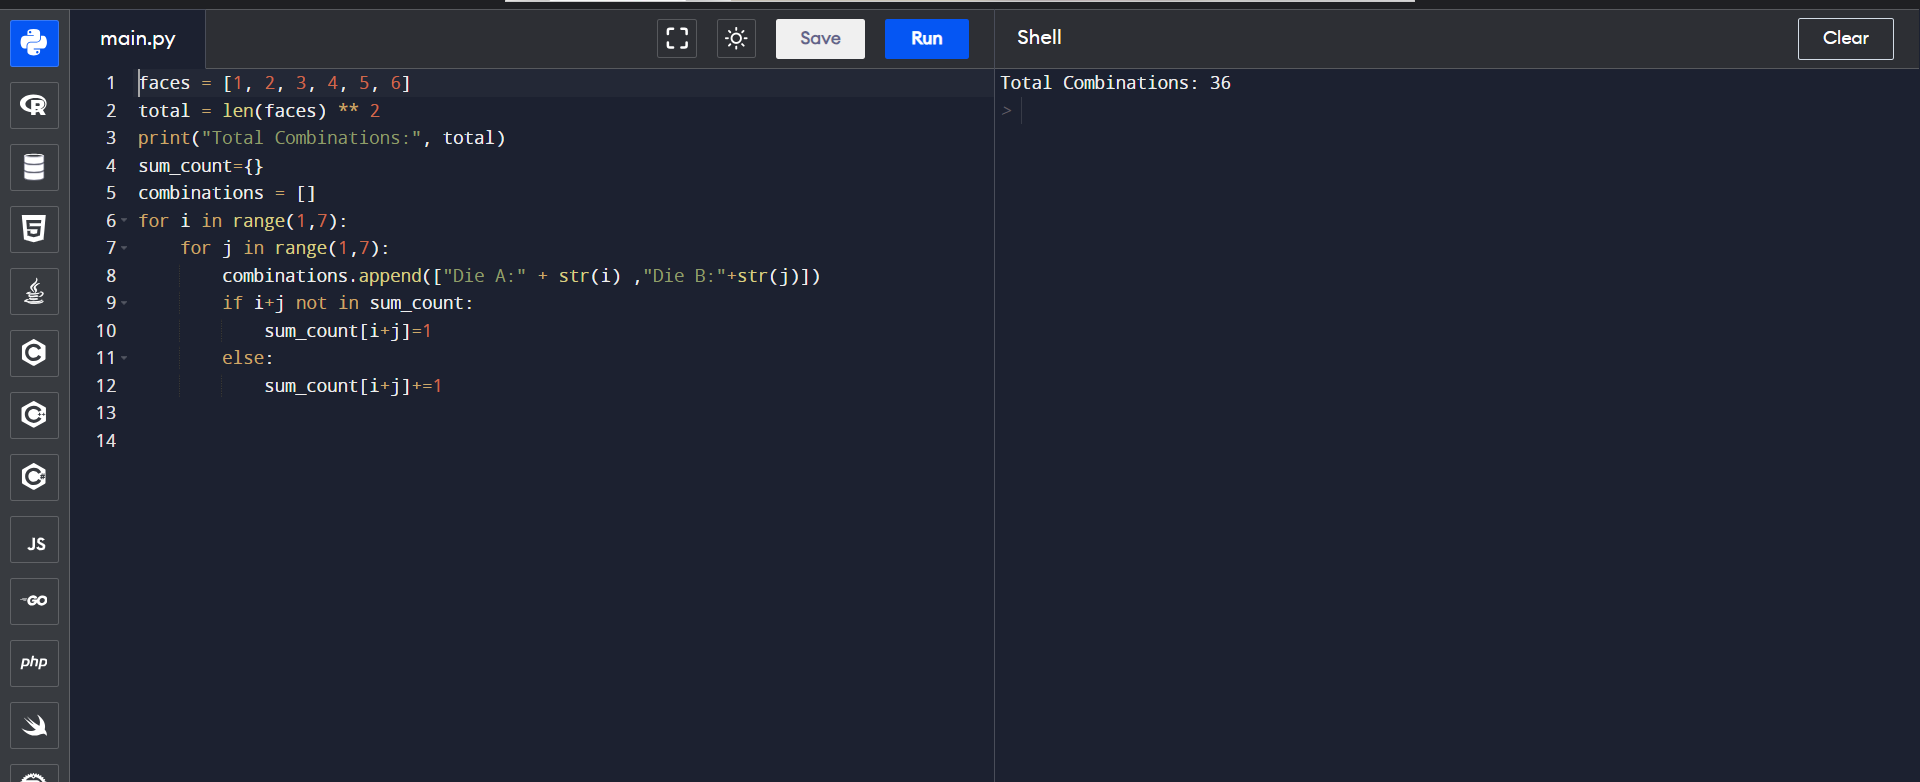 main.py
Save
Run
Shell
Clear
1 faces = [1, 2, 3, 4, 5, 6]
2 total = len(faces) ** 2
3 print("Total Combinations:", total)
4 sum_count={}
5 combinations = []
6 for i in range(1,7):
7     for j in range(1,7):
8         combinations.append(["Die A:" + str(i) ,"Die B:"+str(j)])
9         if i+j not in sum_count:
10             sum_count[i+j]=1
11         else:
12             sum_count[i+j]+=1
13
14
Total Combinations: 36
>
R
5
C
C
C
JS
GO
php